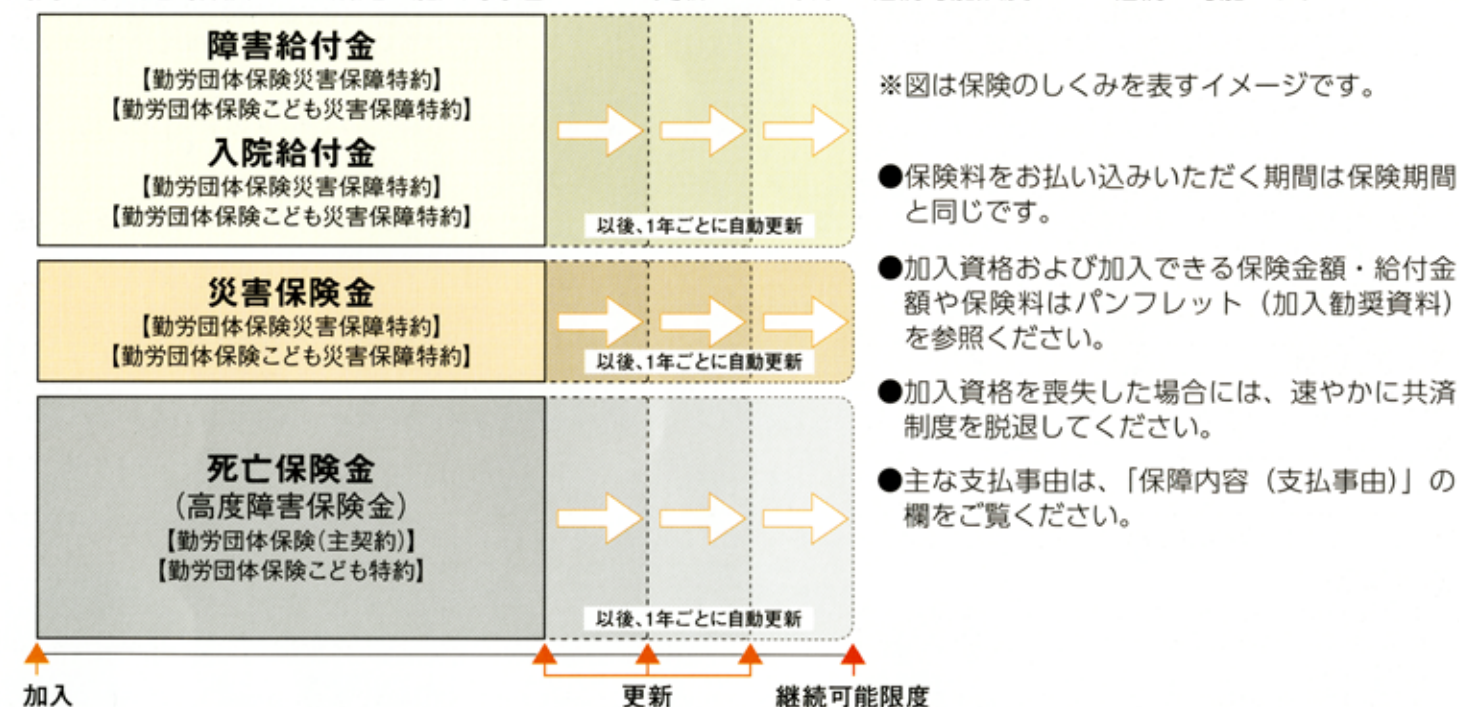 障害給付金
【勤労団体保険災害保障特約】
【勤労団体保険こども災害保障特約】
入院給付金
【勤労団体保険災害保障特約】
【勤労団体保険こども災害保障特約】
以後、1年ごとに自動更新
災害保険金
【勤労団体保険災害保障特約】
【勤労団体保険こども災害保障特約】
以後、1年ごとに自動更新
死亡保険金
(高度障害保険金)
【勤労団体保険(主契約)】
【勤労団体保険こども特約】
以後、1年ごとに自動更新
加入
更新
継続可能限度
※図は保険のしくみを表すイメージです。
●保険料をお払い込みいただく期間は保険期間
と同じです。
●加入資格および加入できる保険金額・給付金
額や保険料はパンフレット（加入勧奨資料）
を参照ください。
●加入資格を喪失した場合には、速やかに共済
制度を脱退してください。
●主な支払事由は、「保障内容（支払事由）」の
欄をご覧ください。